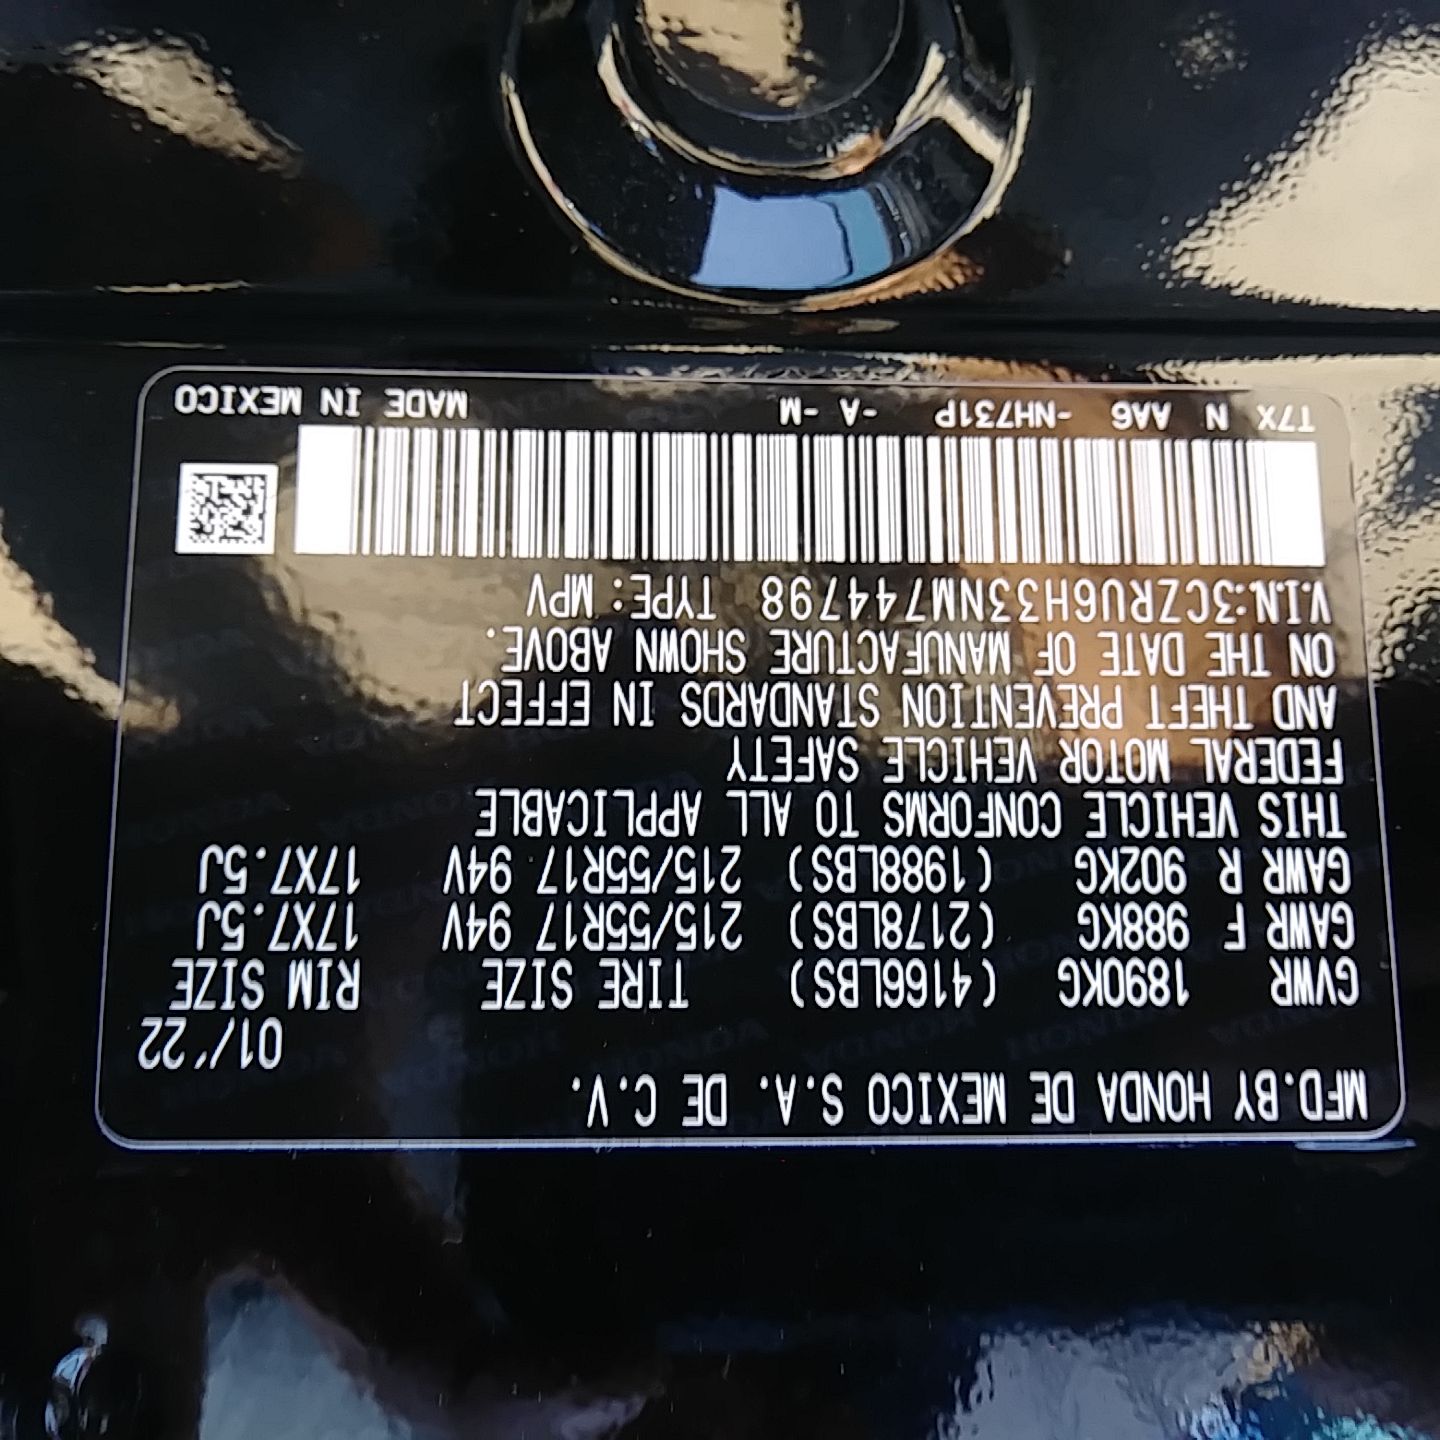 MFD.BY HONDA DE MEXICO S.A. DE C.V.
01/'22
GVWR 1890KG (4166LBS) TIRE SIZE RIM SIZE
GAWR F 988KG (2178LBS) 215/55R17 94V 17X7.5J
GAWR R 902KG (1988LBS) 215/55R17 94V 17X7.5J
THIS VEHICLE CONFORMS TO ALL APPLICABLE
FEDERAL MOTOR VEHICLE SAFETY
AND THEFT PREVENTION STANDARDS IN EFFECT
ON THE DATE OF MANUFACTURE SHOWN ABOVE.
V.I.N:3CZRU6H33NM744798 TYPE: MPV
T7X N AA6 -NH731P -A -M MADE IN MEXICO